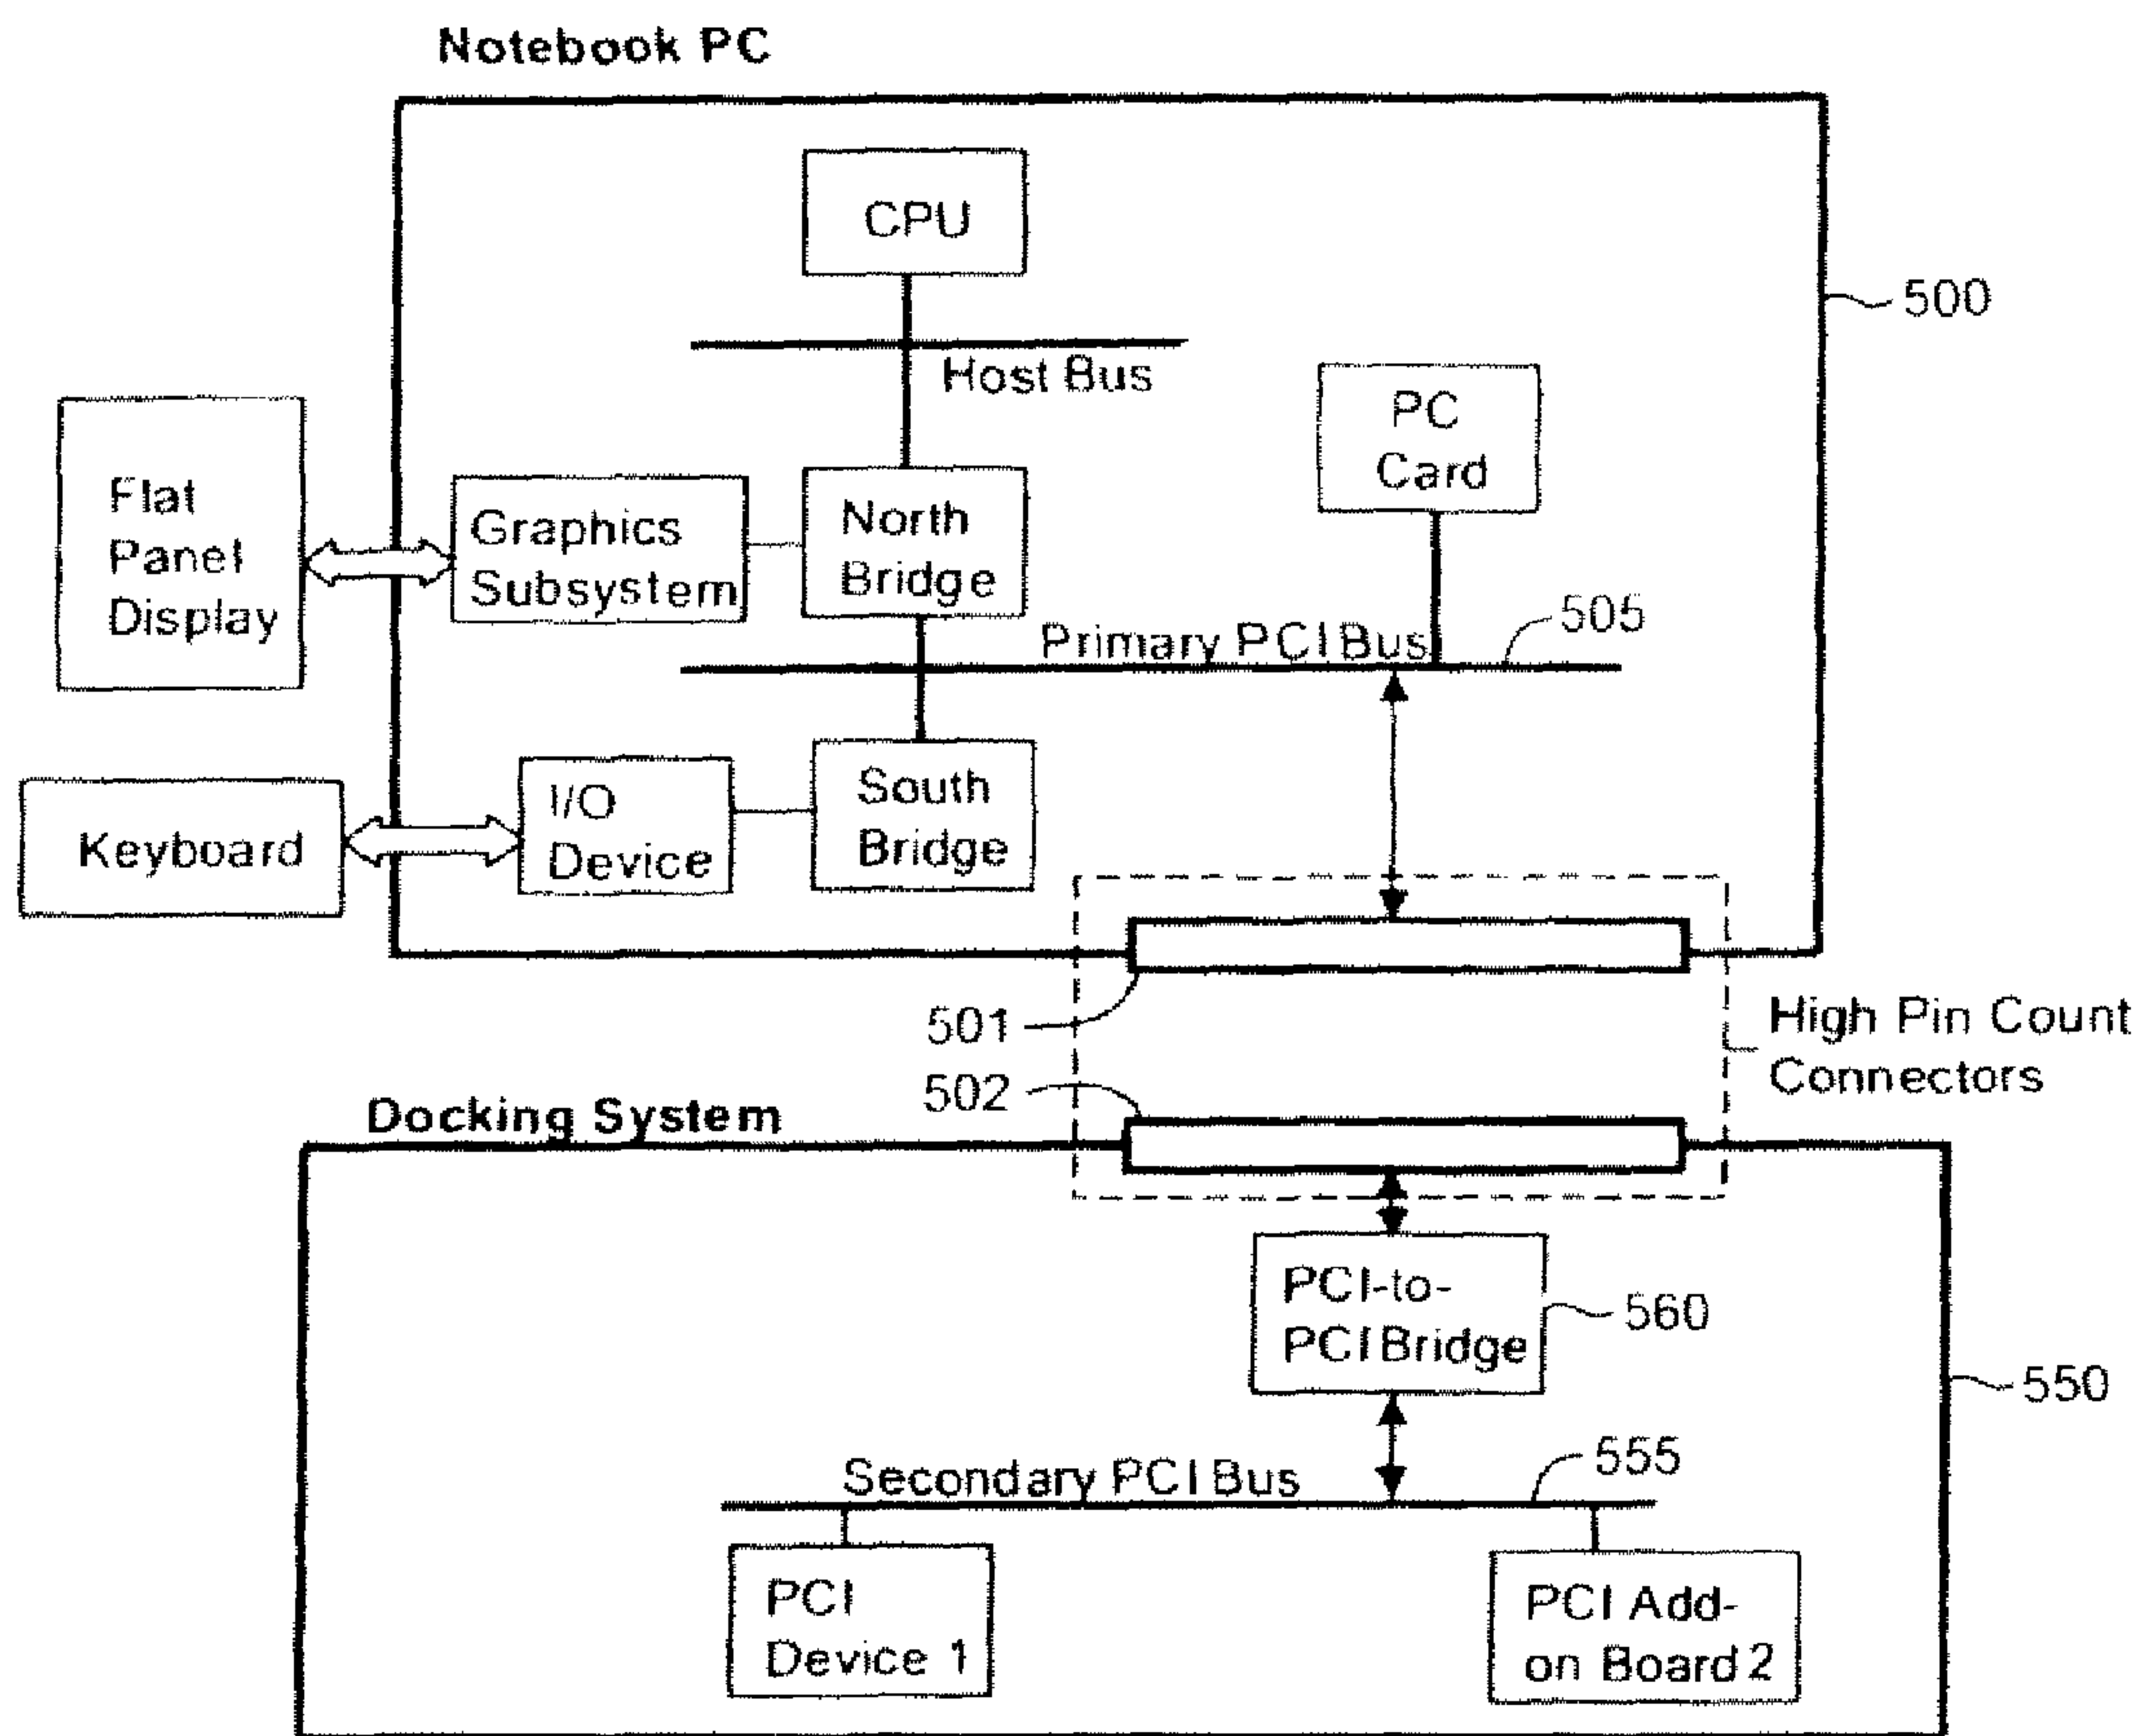 Notebook PC
CPU
500
Host Bus
PC
Card
Flat
Panel
Display
Graphics
Subsystem
North
Bridge
505
Primary PCI Bus
Keyboard
I/O
Device
South
Bridge
501
High Pin Count
Connectors
502
Docking System
PCI-to-
PCI Bridge
560
550
Secondary PCI Bus
555
PCI
Device 1
PCI Add-
on Board 2